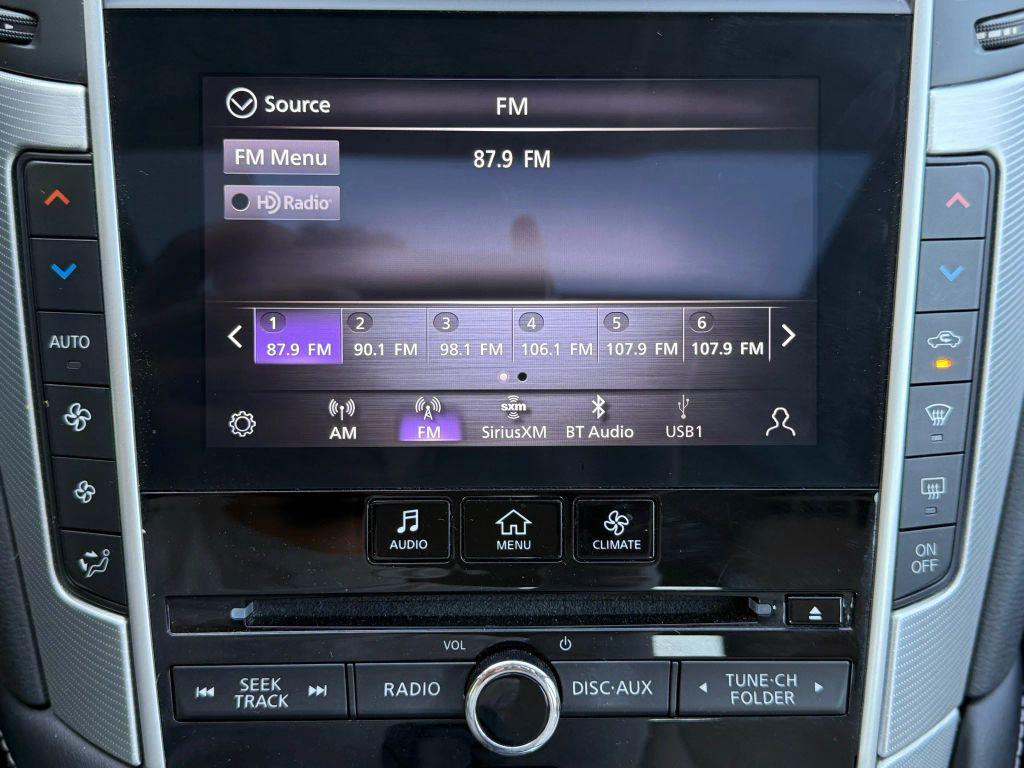 Source
FM
FM Menu
87.9 FM
HD Radio
1
2
3
4
5
6
87.9 FM
90.1 FM
98.1 FM
106.1 FM
107.9 FM
107.9 FM
AM
FM
sxm
SiriusXM
BT Audio
USB1
AUTO
ON
OFF
AUDIO
MENU
CLIMATE
VOL
SEEK
TRACK
RADIO
DISC·AUX
TUNE·CH
FOLDER